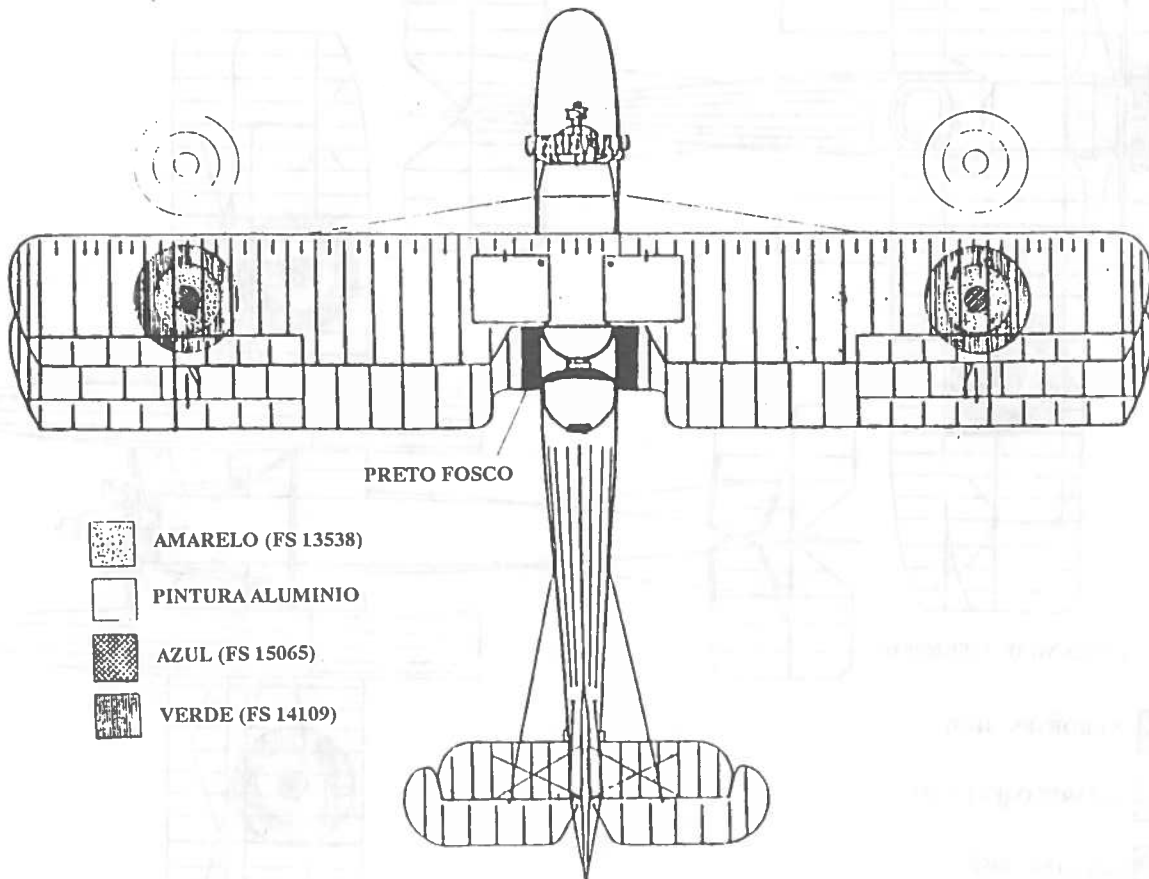 PRETO FOSCO
AMARELO (FS 13538)
PINTURA ALUMINIO
AZUL (FS 15065)
VERDE (FS 14109)